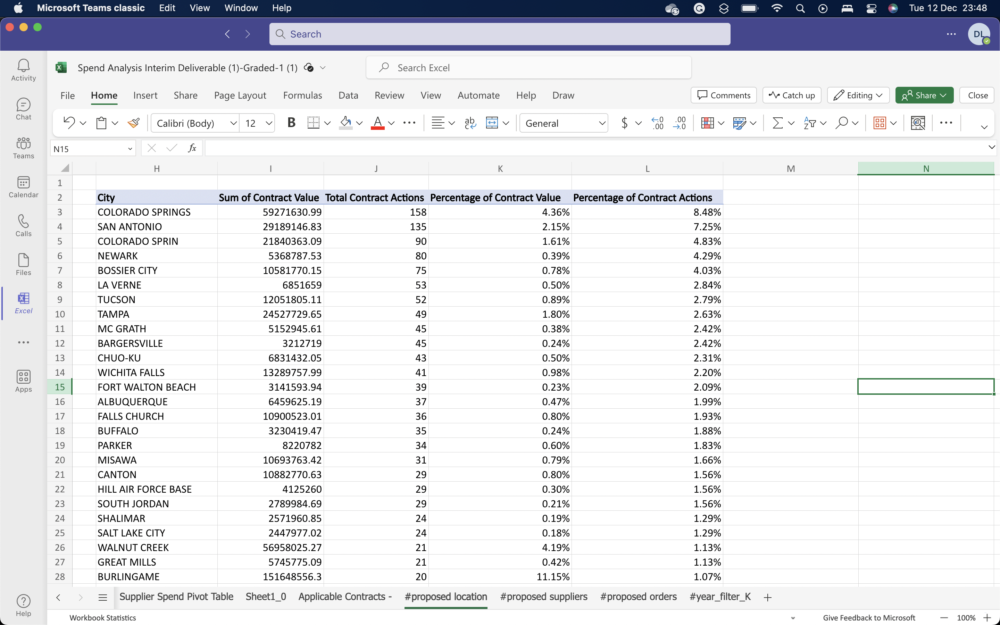 Microsoft Teams classic Edit View Window Help Tue 12 Dec 23:48
Search DL
Activity
Chat
Teams
Calendar
Calls
Files
Excel
Apps
Help
Spend Analysis Interim Deliverable (1)-Graded-1 (1) Search Excel
File Home Insert Share Page Layout Formulas Data Review View Automate Help Draw Comments Catch up Editing Share Close
Calibri (Body) 12 B A ab c General $ .0 .00 .00 .0 A Z
N15 fx
H I J K L M N
1
2 City Sum of Contract Value Total Contract Actions Percentage of Contract Value Percentage of Contract Actions
3 COLORADO SPRINGS 59271630.99 158 4.36% 8.48%
4 SAN ANTONIO 29189146.83 135 2.15% 7.25%
5 COLORADO SPRIN 21840363.09 90 1.61% 4.83%
6 NEWARK 5368787.53 80 0.39% 4.29%
7 BOSSIER CITY 10581770.15 75 0.78% 4.03%
8 LA VERNE 6851659 53 0.50% 2.84%
9 TUCSON 12051805.11 52 0.89% 2.79%
10 TAMPA 24527729.65 49 1.80% 2.63%
11 MC GRATH 5152945.61 45 0.38% 2.42%
12 BARGERSVILLE 3212719 45 0.24% 2.42%
13 CHUO-KU 6831432.05 43 0.50% 2.31%
14 WICHITA FALLS 13289757.99 41 0.98% 2.20%
15 FORT WALTON BEACH 3141593.94 39 0.23% 2.09%
16 ALBUQUERQUE 6459625.19 37 0.47% 1.99%
17 FALLS CHURCH 10900523.01 36 0.80% 1.93%
18 BUFFALO 3230419.47 35 0.24% 1.88%
19 PARKER 8220782 34 0.60% 1.83%
20 MISAWA 10693763.42 31 0.79% 1.66%
21 CANTON 10882770.63 29 0.80% 1.56%
22 HILL AIR FORCE BASE 4125260 29 0.30% 1.56%
23 SOUTH JORDAN 2789984.69 29 0.21% 1.56%
24 SHALIMAR 2571960.85 24 0.19% 1.29%
25 SALT LAKE CITY 2447977.02 24 0.18% 1.29%
26 WALNUT CREEK 56958025.27 21 4.19% 1.13%
27 GREAT MILLS 5745775.09 21 0.42% 1.13%
28 BURLINGAME 151648556.3 20 11.15% 1.07%
Supplier Spend Pivot Table Sheet1_0 Applicable Contracts - #proposed location #proposed suppliers #proposed orders #year_filter_K
Workbook Statistics Give Feedback to Microsoft 100%